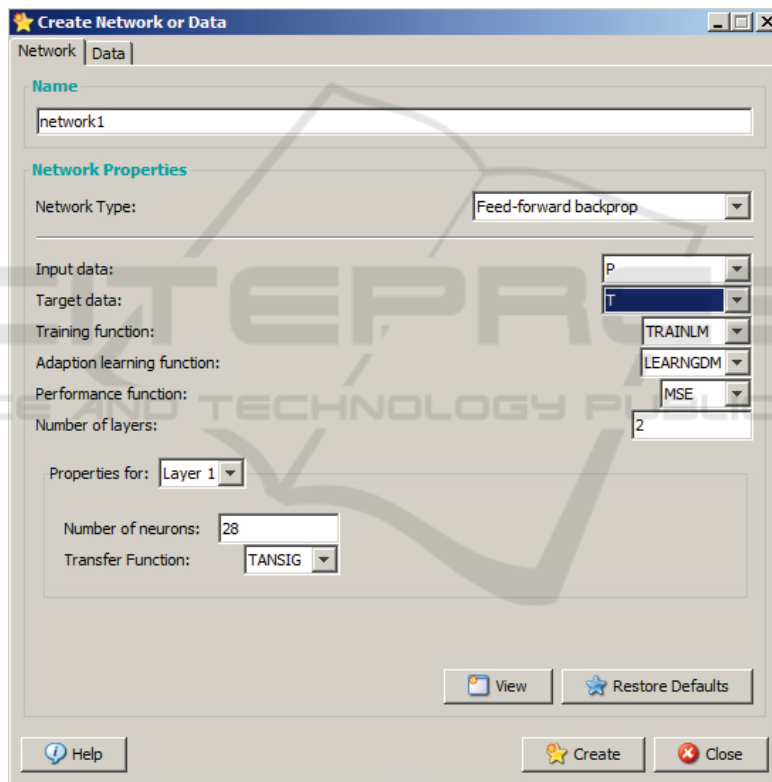 Create Network or Data
Network Data
Name
network1
Network Properties
Network Type: Feed-forward backprop
Input data: P
Target data: T
Training function: TRAINLM
Adaption learning function: LEARNGDM
Performance function: MSE
Number of layers: 2
Properties for: Layer 1
Number of neurons: 28
Transfer Function: TANSIG
View Restore Defaults
Help Create Close